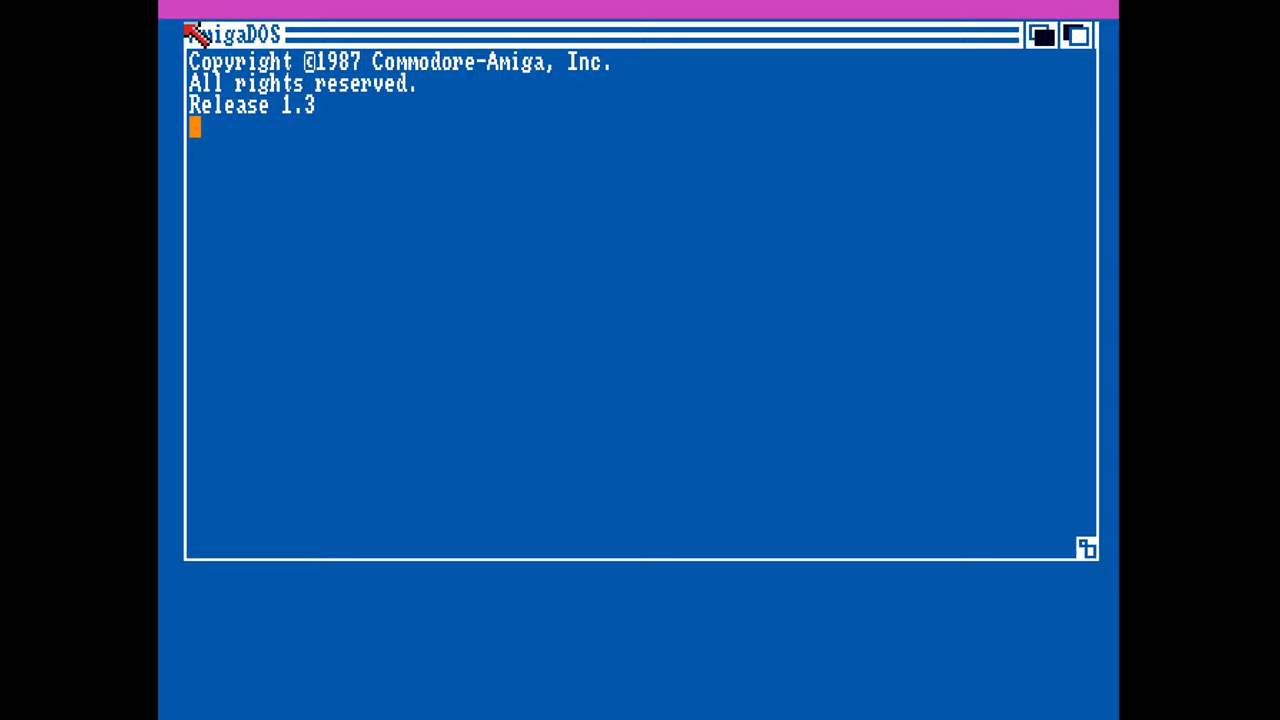 AmigaDOS
Copyright ©1987 Commodore-Amiga, Inc.
All rights reserved.
Release 1.3